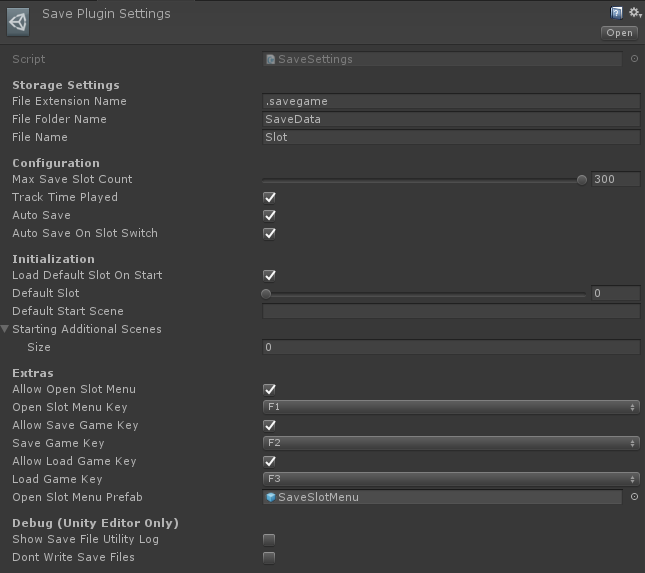 Save Plugin Settings
Open
Script SaveSettings
Storage Settings
File Extension Name .savegame
File Folder Name SaveData
File Name Slot
Configuration
Max Save Slot Count 300
Track Time Played
Auto Save
Auto Save On Slot Switch
Initialization
Load Default Slot On Start
Default Slot 0
Default Start Scene
Starting Additional Scenes
Size 0
Extras
Allow Open Slot Menu
Open Slot Menu Key F1
Allow Save Game Key
Save Game Key F2
Allow Load Game Key
Load Game Key F3
Open Slot Menu Prefab SaveSlotMenu
Debug (Unity Editor Only)
Show Save File Utility Log
Dont Write Save Files